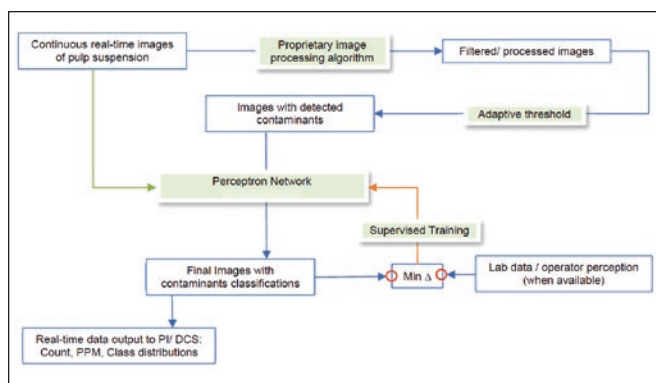 Continuous real-time images
of pulp suspension
Proprietary image
processing algorithm
Filtered/ processed images
Images with detected
contaminants
Adaptive threshold
Perceptron Network
Supervised Training
Final Images with
contaminants classifications
Min Δ
Lab data / operator perception
(when available)
Real-time data output to PI/ DCS:
Count, PPM, Class distributions